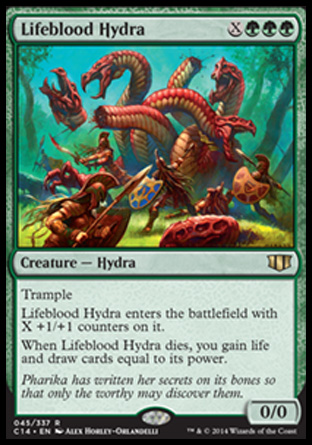 Lifeblood Hydra X
Creature — Hydra
Trample
Lifeblood Hydra enters the battlefield with
X +1/+1 counters on it.
When Lifeblood Hydra dies, you gain life
and draw cards equal to its power.
Pharika has written her secrets on its bones so
that only the worthy may discover them.
0/0
045/337 R
C14 • EN Alex Horley-Orlandelli
™ & © 2014 Wizards of the Coast